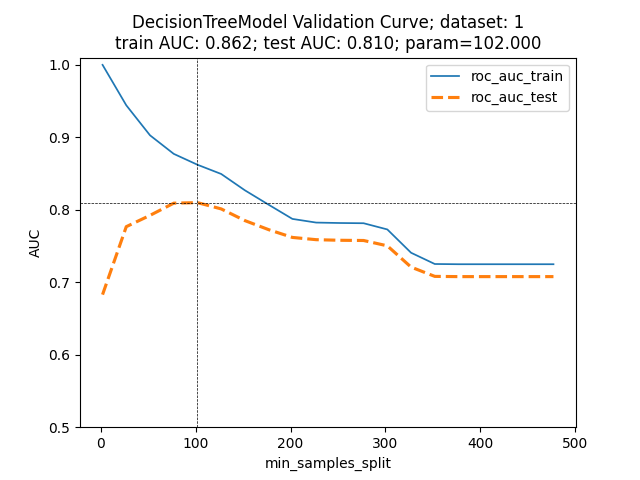 DecisionTreeModel Validation Curve; dataset: 1
train AUC: 0.862; test AUC: 0.810; param=102.000
roc_auc_train
roc_auc_test
1.0
0.9
0.8
0.7
0.6
0.5
AUC
0 100 200 300 400 500
min_samples_split